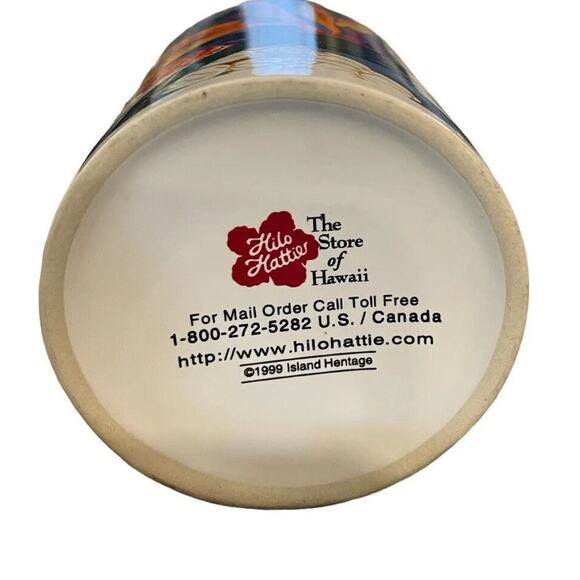 Hilo
Hattie
The
Store
of
Hawaii
For Mail Order Call Toll Free
1-800-272-5282 U.S. / Canada
http://www.hilohattie.com
©1999 Island Heritage